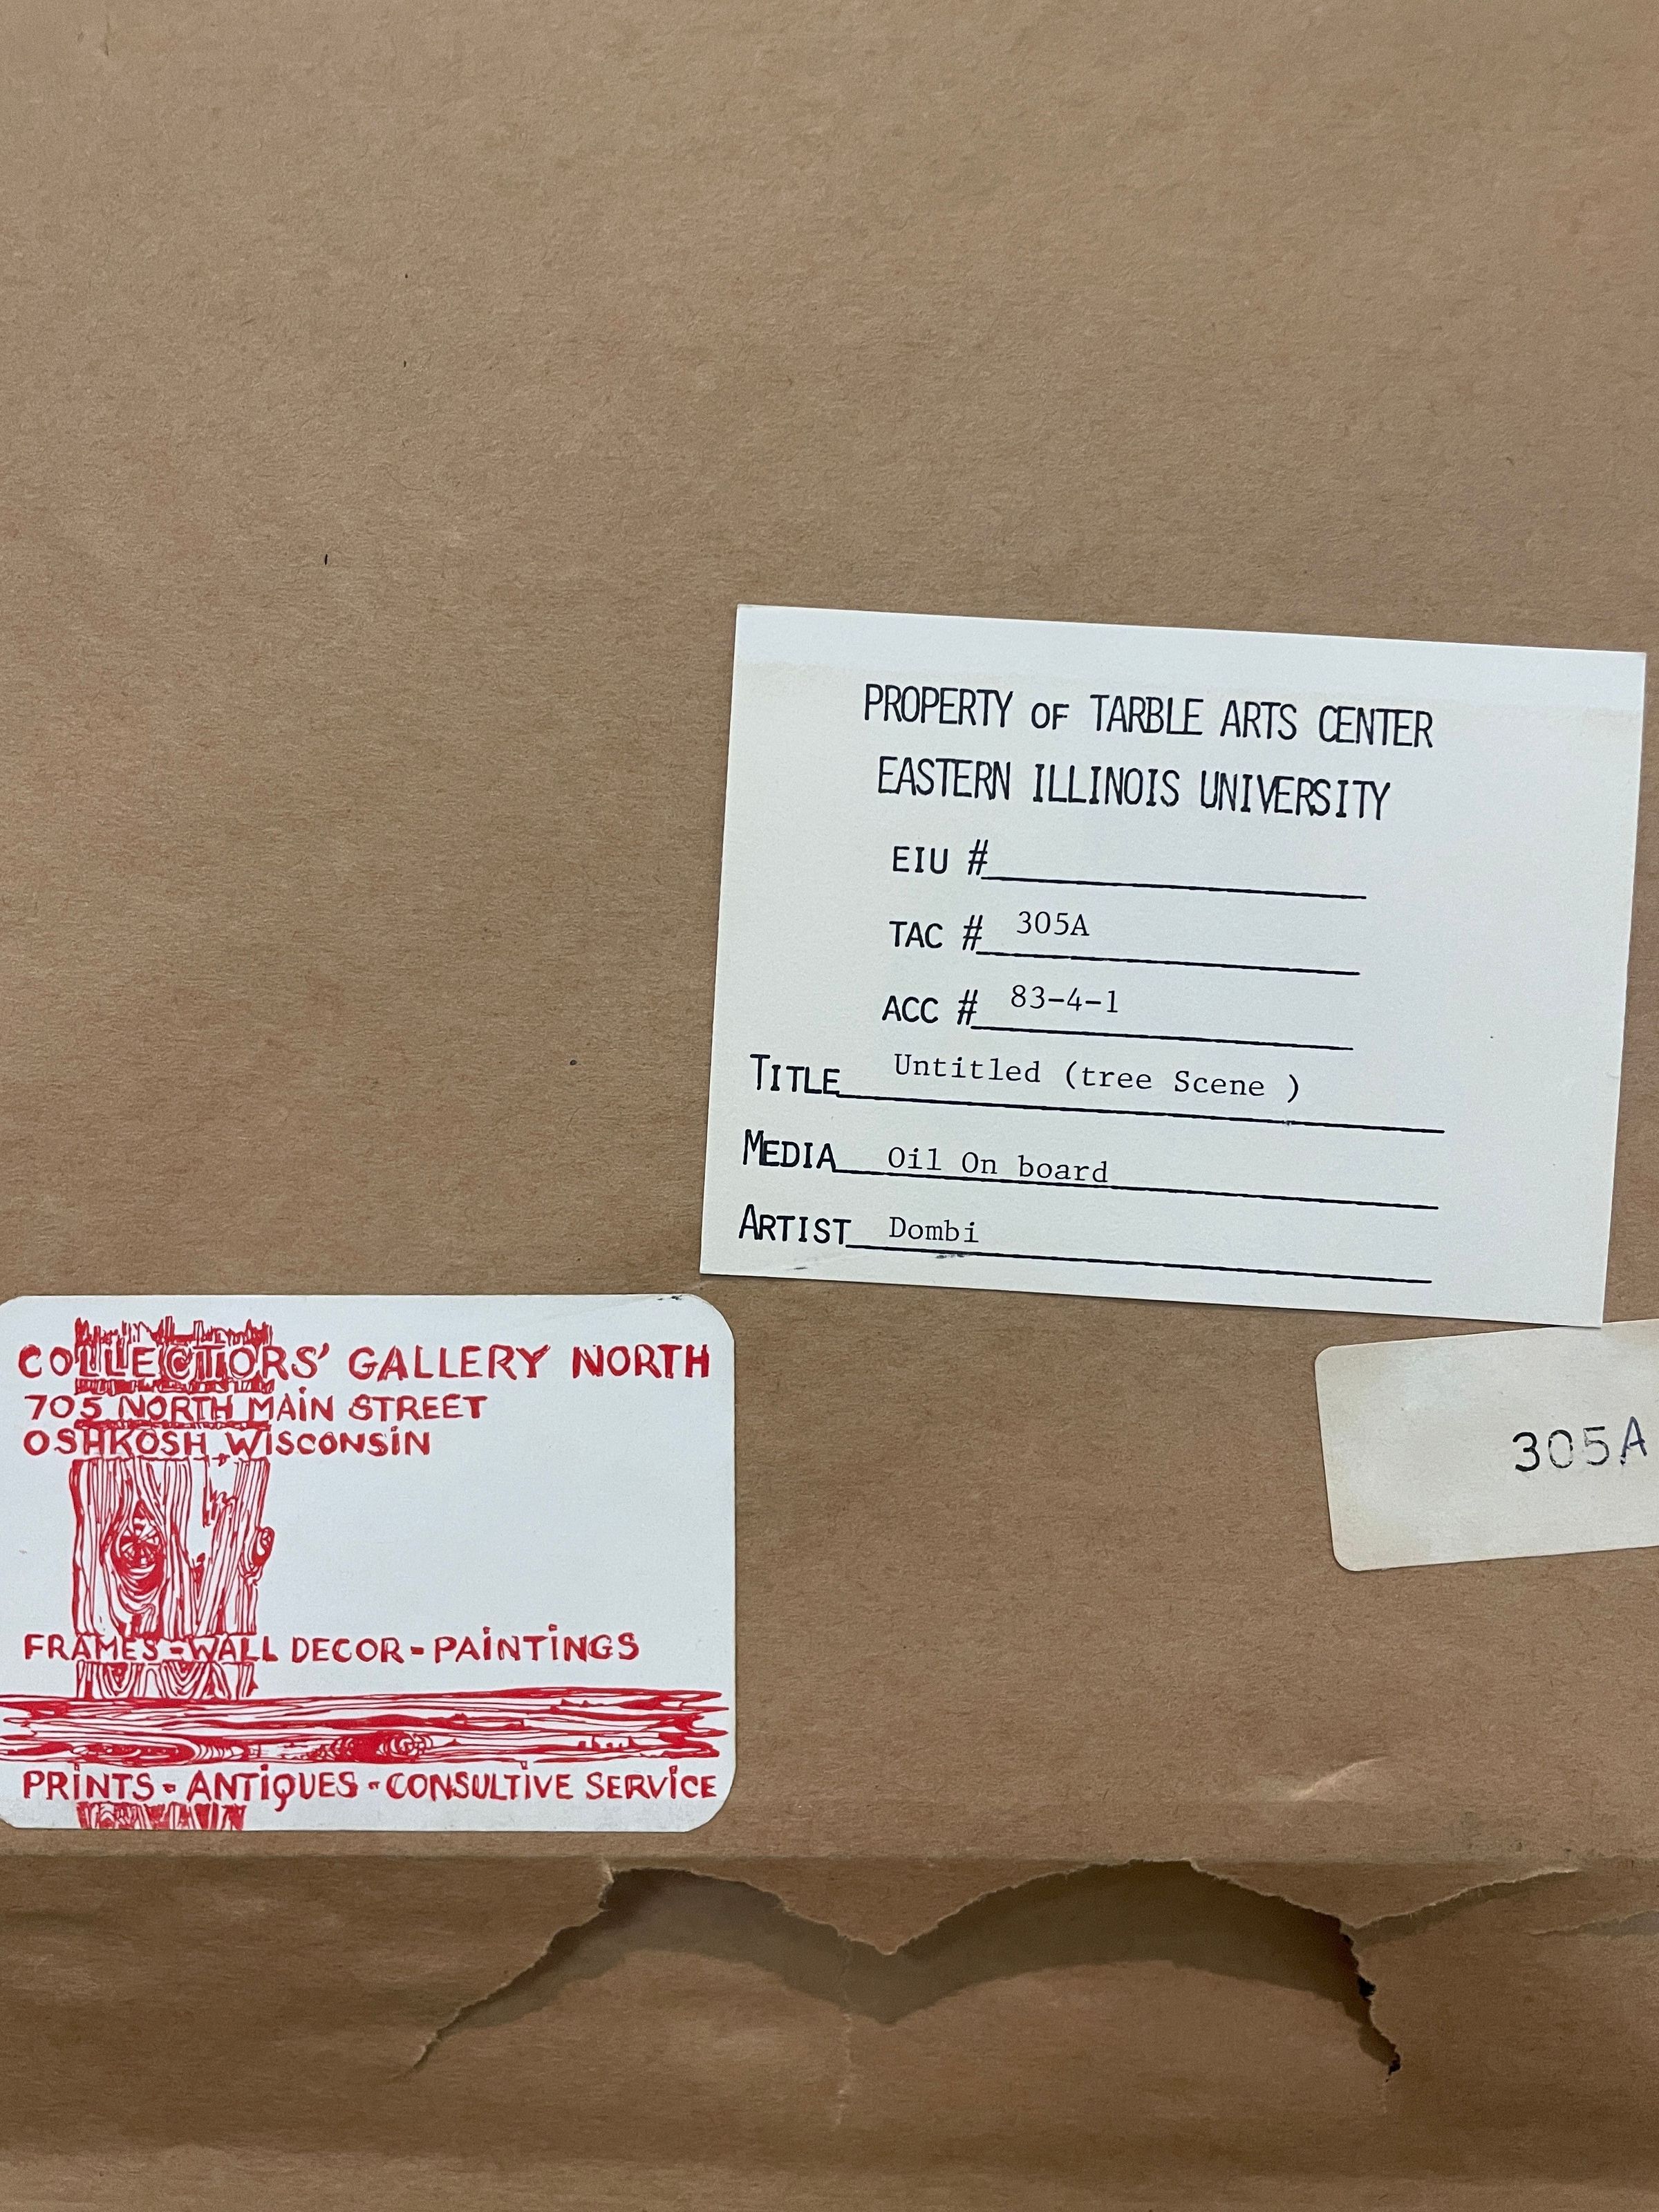 PROPERTY OF TARBLE ARTS CENTER
EASTERN ILLINOIS UNIVERSITY
EIU #
TAC # 305A
ACC # 83-4-1
TITLE Untitled (tree Scene )
MEDIA Oil On board
ARTIST Dombi
COLLECTORS' GALLERY NORTH
705 NORTH MAIN STREET
OSHKOSH, WISCONSIN
FRAMES - WALL DECOR - PAINTINGS
PRINTS - ANTIQUES - CONSULTIVE SERVICE
305A